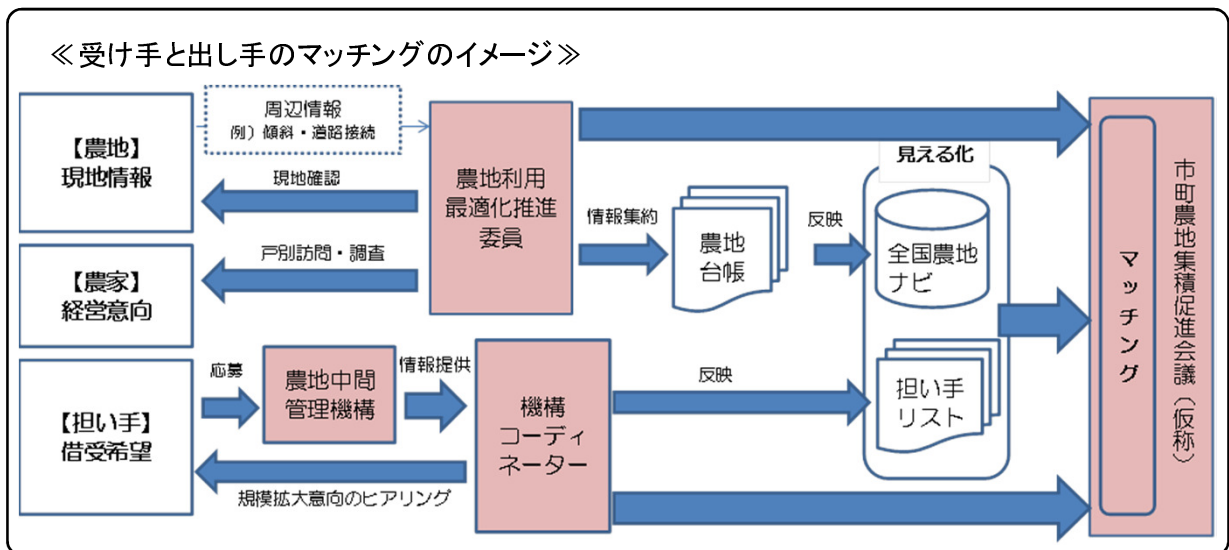 ≪受け手と出し手のマッチングのイメージ≫
【農地】
現地情報
周辺情報
例）傾斜・道路接続
現地確認
戸別訪問・調査
【農家】
経営意向
農地利用
最適化推進
委員
情報集約
農地
台帳
反映
見える化
全国農地
ナビ
【担い手】
借受希望
応募
農地中間
管理機構
情報提供
規模拡大意向のヒアリング
機構
コーディ
ネーター
反映
担い手
リスト
マッチング
市町農地集積促進会議（仮称）